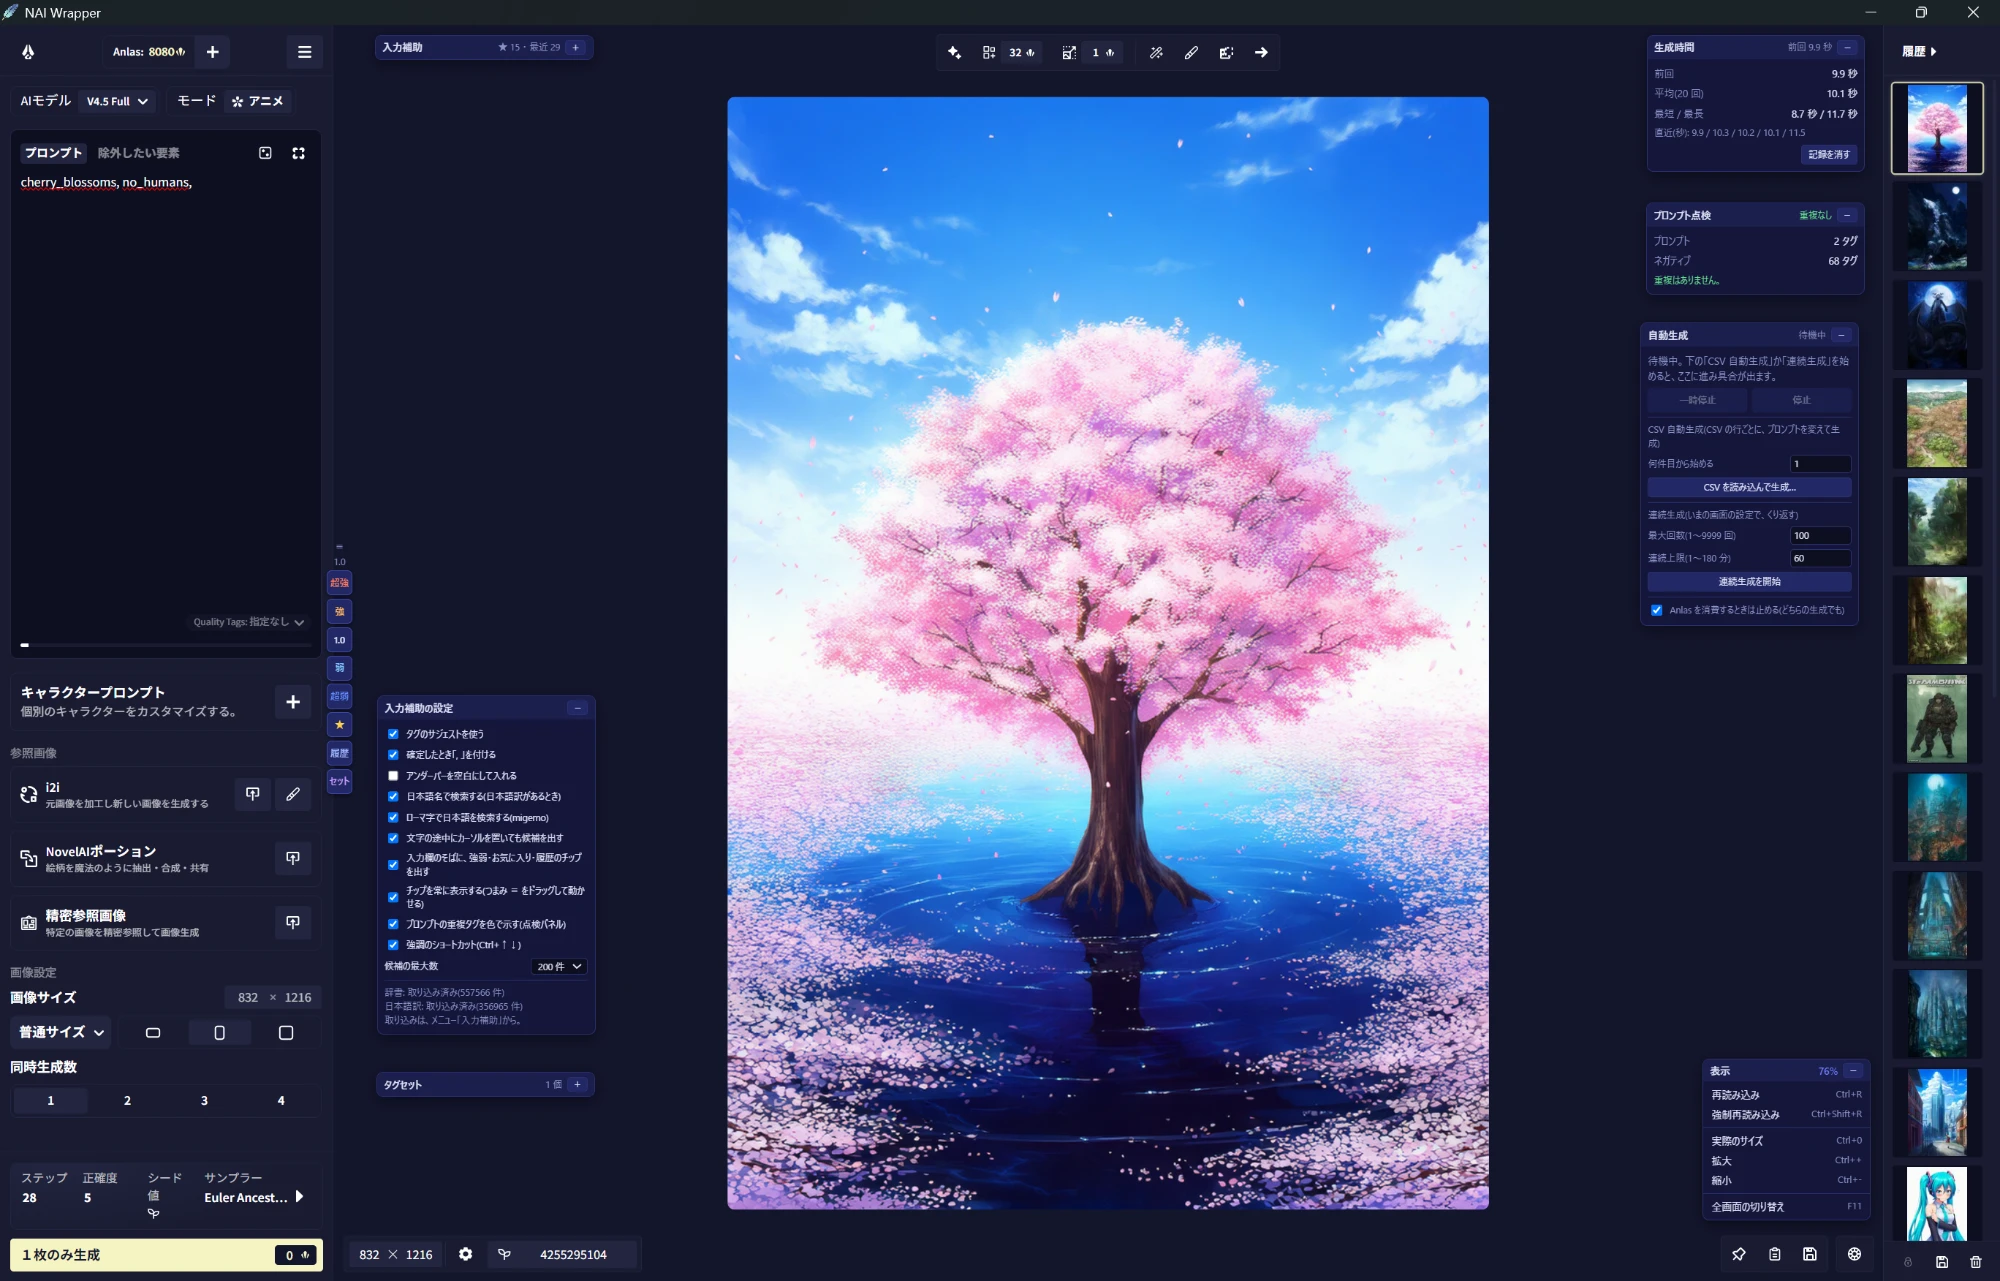 NAI Wrapper
Anlas: 8080
AIモデル
V4.5 Full
モード
アニメ
プロンプト
除外したい要素
cherry_blossoms, no_humans,
Quality Tags: 指定なし
キャラクタープロンプト
個別のキャラクターをカスタマイズする。
参照画像
i2i
元画像を加工し新しい画像を生成する
NovelAIポーション
絵柄を魔法のように抽出・合成・共有
精密参照画像
特定の画像を精密参照して画像生成
画像設定
画像サイズ
832 × 1216
普通サイズ
同時生成数
1 2 3 4
ステップ
28
正確度
5
シード値
サンプラー
Euler Ancest...
1枚のみ生成
0
=
1.0
超強
強
1.0
弱
超弱
★
履歴
セット
入力補助
★ 15・最近 29 +
入力補助の設定 −
タグのサジェストを使う
確定したとき「, 」を付ける
アンダーバーを空白にして入れる
日本語名で検索する(日本語訳があるとき)
ローマ字で日本語を検索する(migemo)
文字の途中にカーソルを置いても候補を出す
入力欄のそばに、強弱・お気に入り・履歴のチップ
を出す
チップを常に表示する(つまみ ＝ をドラッグして動か
せる)
プロンプトの重複タグを色で示す(点検パネル)
強調のショートカット(Ctrl+↑↓)
候補の最大数
200 件
辞書: 取り込み済み(557566 件)
日本語訳: 取り込み済み(356965 件)
取り込みは、メニュー「入力補助」から。
タグセット
1 個 +
32
1
832 × 1216
4255295104
生成時間
前回 9.9 秒 −
前回
9.9 秒
平均(20 回)
10.1 秒
最短 / 最長
8.7 秒 / 11.7 秒
直近(秒): 9.9 / 10.3 / 10.2 / 10.1 / 11.5
記録を消す
プロンプト点検
重複なし −
プロンプト
2 タグ
ネガティブ
68 タグ
重複はありません。
自動生成
待機中 −
待機中。下の「CSV 自動生成」か「連続生成」を始
めると、ここに進み具合が出ます。
一時停止
停止
CSV 自動生成(CSV の行ごとに、プロンプトを変えて生
成)
何件目から始める
1
CSV を読み込んで生成...
連続生成(いまの画面の設定で、くり返す)
最大回数(1〜9999 回)
100
連続上限(1〜180 分)
60
連続生成を開始
Anlas を消費するときは止める(どちらの生成でも)
表示
76% −
再読み込み
Ctrl+R
強制再読み込み
Ctrl+Shift+R
実際のサイズ
Ctrl+0
拡大
Ctrl++
縮小
Ctrl+-
全画面の切り替え
F11
履歴